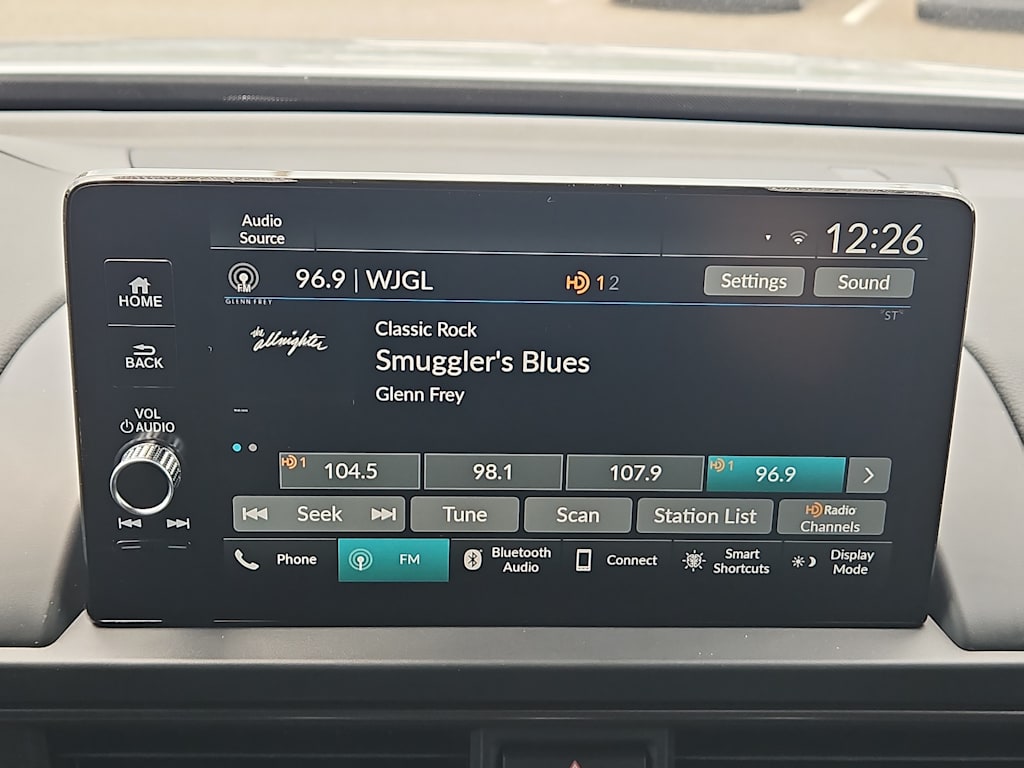 Audio
Source
12:26
HOME
BACK
VOL
AUDIO
FM
GLENN FREY
96.9 | WJGL
HD 1 2
Settings
Sound
ST
the
allnighter
Classic Rock
Smuggler's Blues
Glenn Frey
HD 1 104.5
98.1
107.9
HD 1 96.9
Seek
Tune
Scan
Station List
HD Radio
Channels
Phone
FM
Bluetooth
Audio
Connect
Smart
Shortcuts
Display
Mode